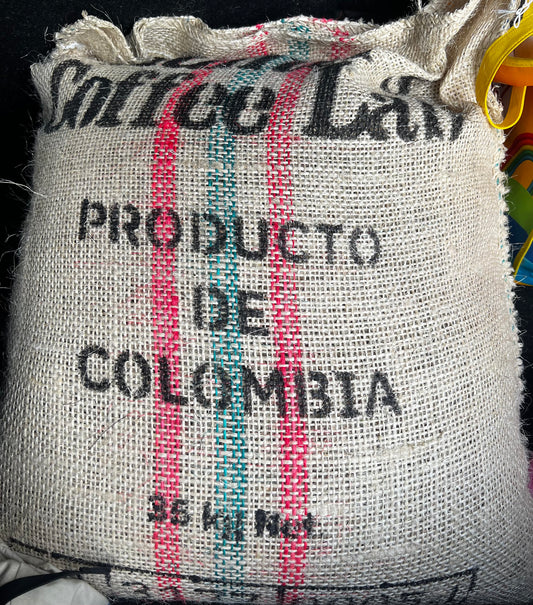 Coffee Lab
PRODUCTO
DE
COLOMBIA
35 kg Net.